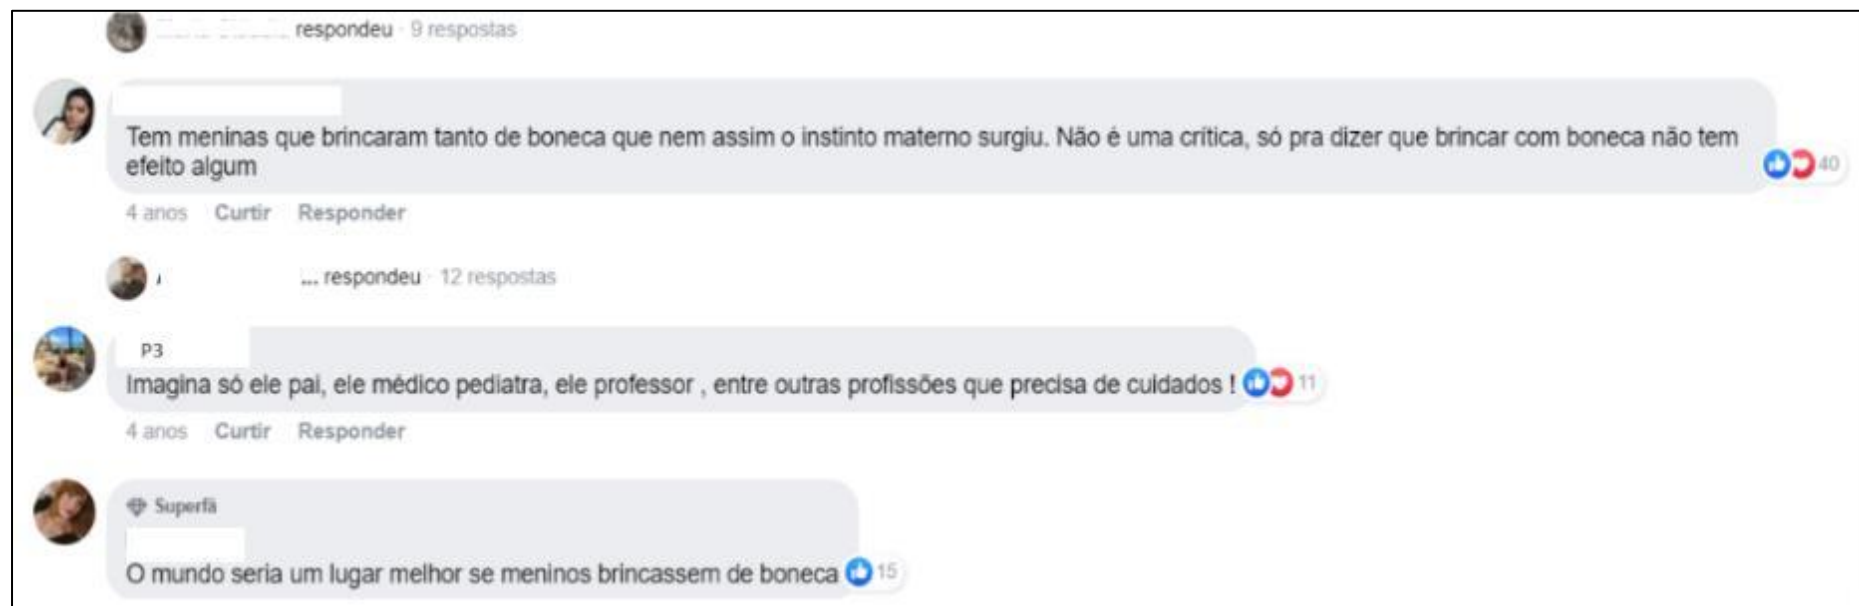 respondeu · 9 respostas
Tem meninas que brincaram tanto de boneca que nem assim o instinto materno surgiu. Não é uma crítica, só pra dizer que brincar com boneca não tem
efeito algum
40
4 anos Curtir Responder
... respondeu · 12 respostas
P3
Imagina só ele pai, ele médico pediatra, ele professor , entre outras profissões que precisa de cuidados ! 11
4 anos Curtir Responder
Superfã
O mundo seria um lugar melhor se meninos brincassem de boneca 15